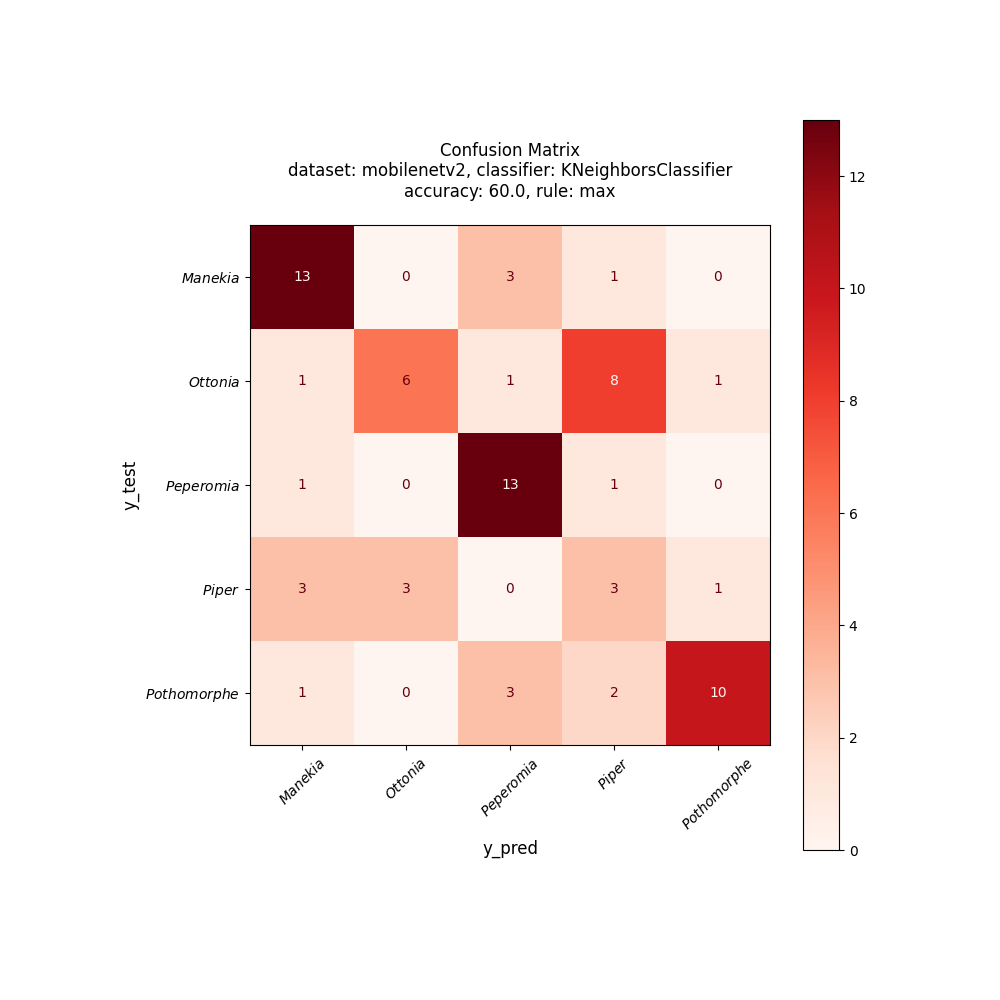 Confusion Matrix
dataset: mobilenetv2, classifier: KNeighborsClassifier
accuracy: 60.0, rule: max
y_test
Manekia 13 0 3 1 0
Ottonia 1 6 1 8 1
Peperomia 1 0 13 1 0
Piper 3 3 0 3 1
Pothomorphe 1 0 3 2 10
Manekia Ottonia Peperomia Piper Pothomorphe
y_pred
12
10
8
6
4
2
0